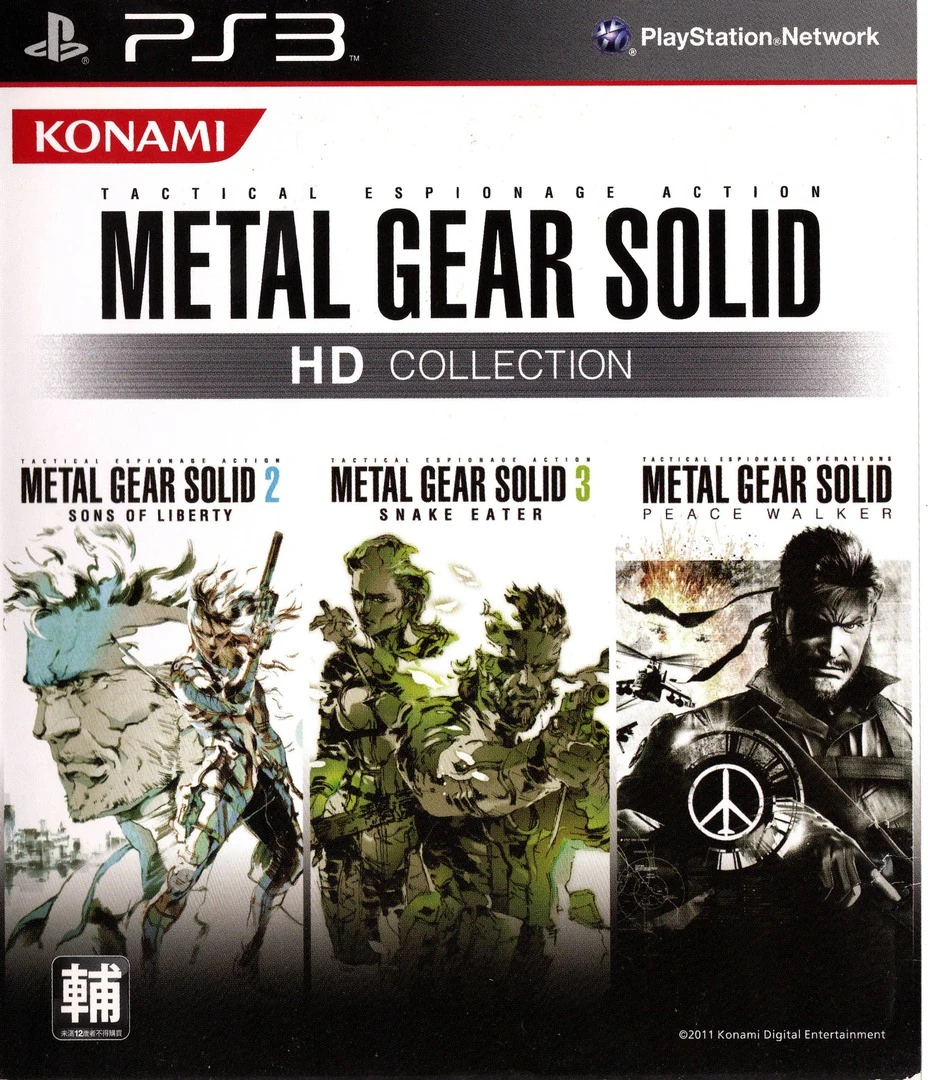 PS3™
PlayStation®Network
KONAMI
TACTICAL ESPIONAGE ACTION
METAL GEAR SOLID
HD COLLECTION
TACTICAL ESPIONAGE ACTION
METAL GEAR SOLID 2
SONS OF LIBERTY
TACTICAL ESPIONAGE ACTION
METAL GEAR SOLID 3
SNAKE EATER
TACTICAL ESPIONAGE OPERATIONS
METAL GEAR SOLID
PEACE WALKER
輔
未滿12歲者不得購買
©2011 Konami Digital Entertainment